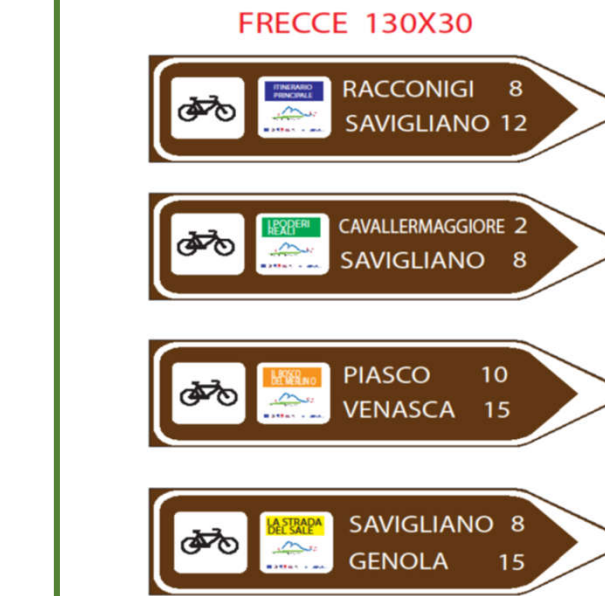 FRECCE 130X30
ITINERARIO
PRINCIPALE
RACCONIGI 8
SAVIGLIANO 12
I PODERI
REALI
CAVALLERMAGGIORE 2
SAVIGLIANO 8
IL BOSCO
DEL MERLINO
PIASCO 10
VENASCA 15
LA STRADA
DEL SALE
SAVIGLIANO 8
GENOLA 15